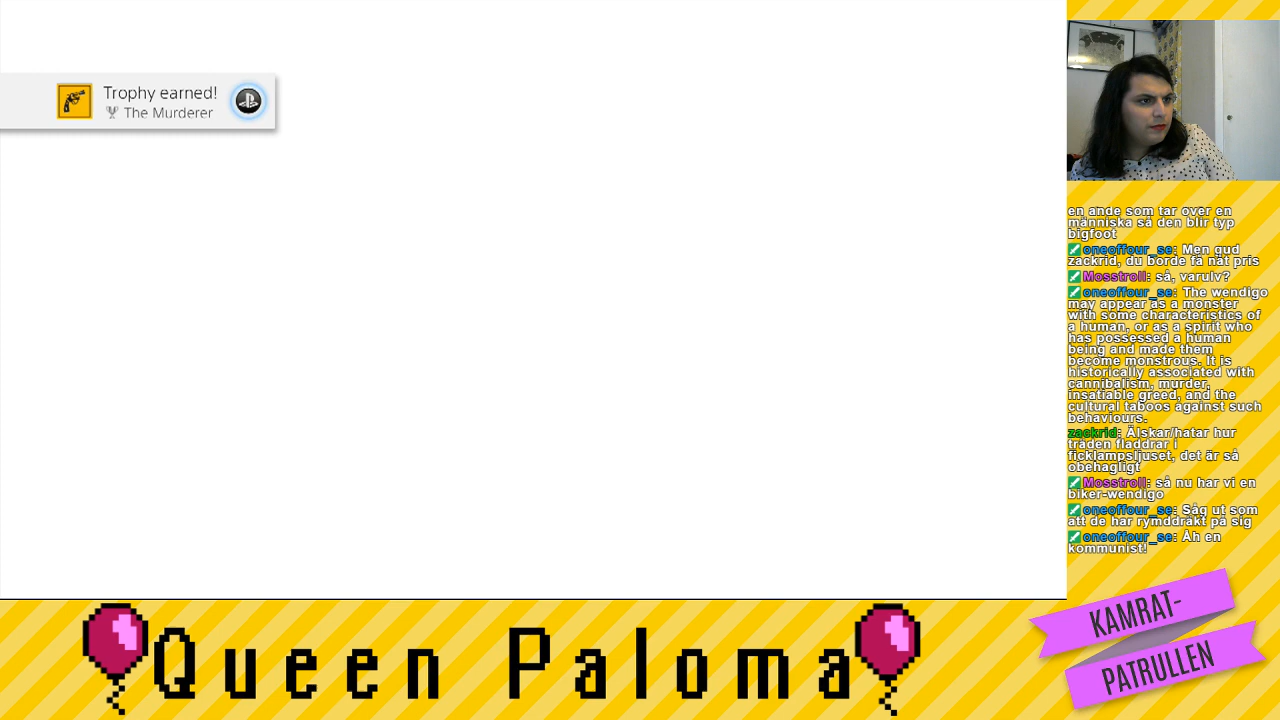 Trophy earned!
The Murderer
en ande som tar över en
människa så den blir typ
bigfoot
oneoffour_se: Men gud
zackrid, du borde få nåt pris
Mosstroll: så, varulv?
oneoffour_se: The wendigo
may appear as a monster
with some characteristics of
a human, or as a spirit who
has possessed a human
being and made them
become monstrous. It is
historically associated with
cannibalism, murder,
insatiable greed, and the
cultural taboos against such
behaviours.
zackrid: Älskar/hatar hur
träden fladdrar i
ficklampsljuset, det är så
obehagligt
Mosstroll: så nu har vi en
biker-wendigo
oneoffour_se: Såg ut som
att de har rymddräkt på sig
oneoffour_se: Åh en
kommunist!
Queen Paloma
KAMRAT-
PATRULLEN